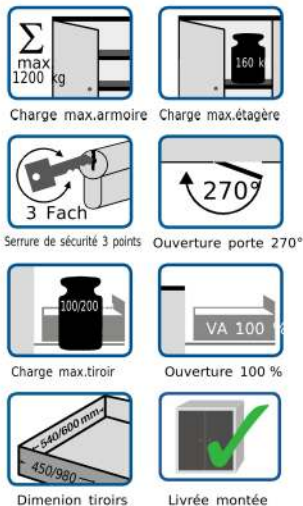 Σ
max
1200 kg
160 k
Charge max.armoire
Charge max.étagère
3 Fach
270°
Serrure de sécurité 3 points
Ouverture porte 270°
100/200
VA 100 %
Charge max.tiroir
Ouverture 100 %
540/600 mm
450/980
Dimenion tiroirs
Livrée montée